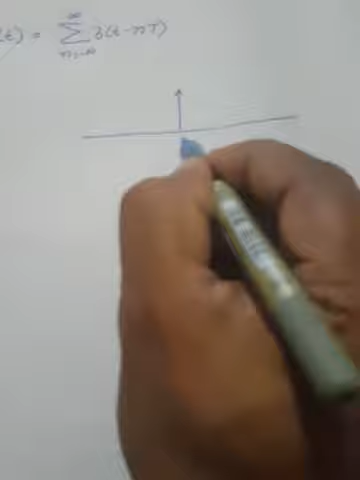 (t) = ∑_{n=-∞}^{∞} δ(t-nT)